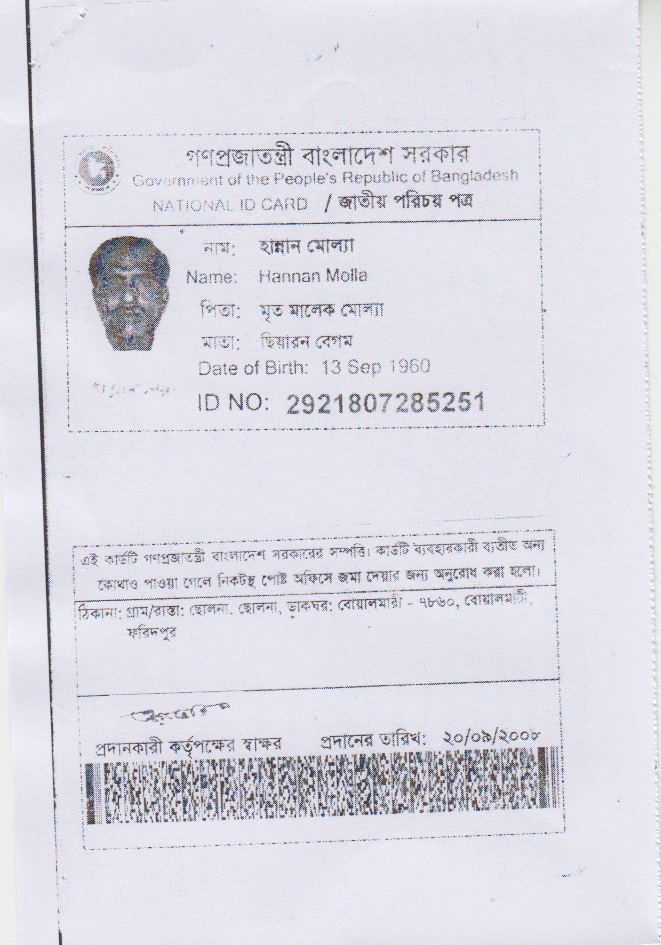 গণপ্রজাতন্ত্রী বাংলাদেশ সরকার
Government of the People's Republic of Bangladesh
NATIONAL ID CARD / জাতীয় পরিচয় পত্র
নাম: হান্নান মোল্যা
Name: Hannan Molla
পিতা: মৃত মালেক মোল্যা
মাতা: ছিয়ারন বেগম
Date of Birth: 13 Sep 1960
ID NO: 2921807285251
এই কার্ডটি গণপ্রজাতন্ত্রী বাংলাদেশ সরকারের সম্পত্তি। কার্ডটি ব্যবহারকারী ব্যতীত অন্য
কোথাও পাওয়া গেলে নিকটস্থ পোষ্ট অফিসে জমা দেয়ার জন্য অনুরোধ করা হলো।
ঠিকানা: গ্রাম/রাস্তা: ছোলনা, ছোলনা, ডাকঘর: বোয়ালমারী - ৭৮৬০, বোয়ালমারী,
ফরিদপুর
প্রদানকারী কর্তৃপক্ষের স্বাক্ষর প্রদানের তারিখ: ২০/০৯/২০০৮